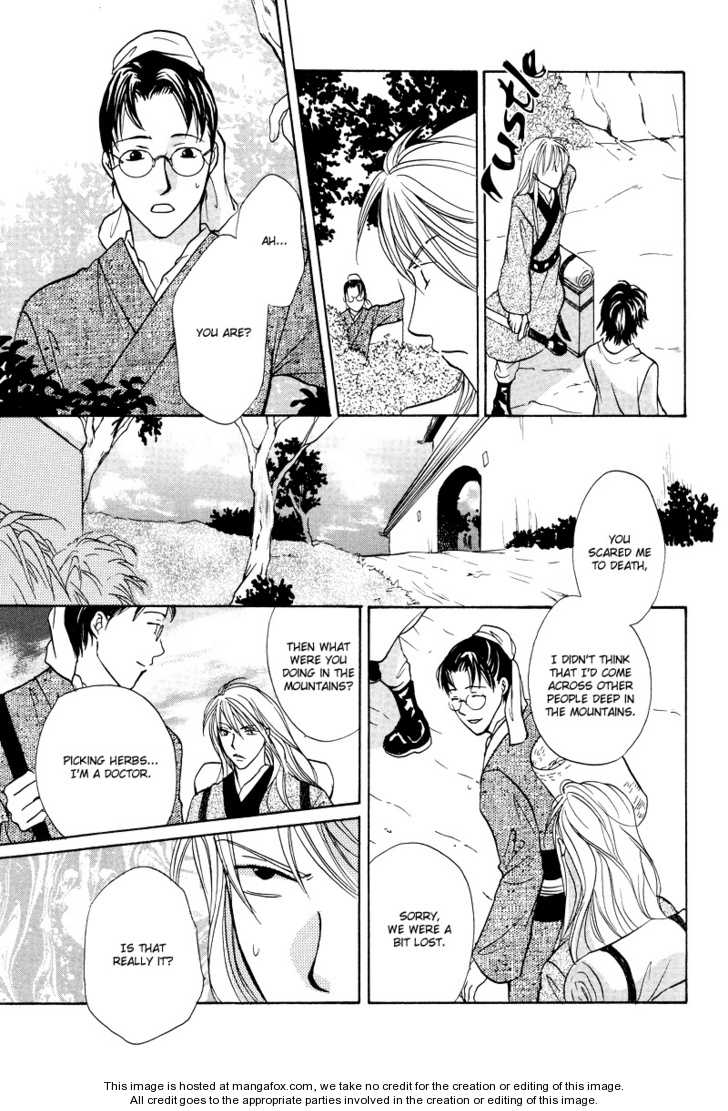 rustle
AH...
YOU ARE?
YOU
SCARED ME
TO DEATH,
I DIDN'T THINK
THAT I'D COME
ACROSS OTHER
PEOPLE DEEP IN
THE MOUNTAINS.
SORRY,
WE WERE A
BIT LOST.
THEN WHAT
WERE YOU
DOING IN THE
MOUNTAINS?
PICKING HERBS...
I'M A DOCTOR.
IS THAT
REALLY IT?
This image is hosted at mangafox.com, we take no credit for the creation or editing of this image.
All credit goes to the appropriate parties involved in the creation or editing of this image.